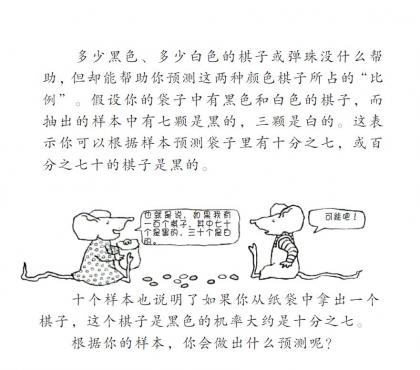 多少黑色、多少白色的棋子或弹珠没什么帮
助，但却能帮助你预测这两种颜色棋子所占的“比
例”。假设你的袋子中有黑色和白色的棋子，而
抽出的样本中有七颗是黑的，三颗是白的。这表
示你可以根据样本预测袋子里有十分之七，或百
分之七十的棋子是黑的。
也就是说，如果我有
一百个棋子，其中七十
个是黑的，三十个是白
的。
可能吧！
十个样本也说明了如果你从纸袋中拿出一个
棋子，这个棋子是黑色的机率大约是十分之七。
根据你的样本，你会做出什么预测呢？